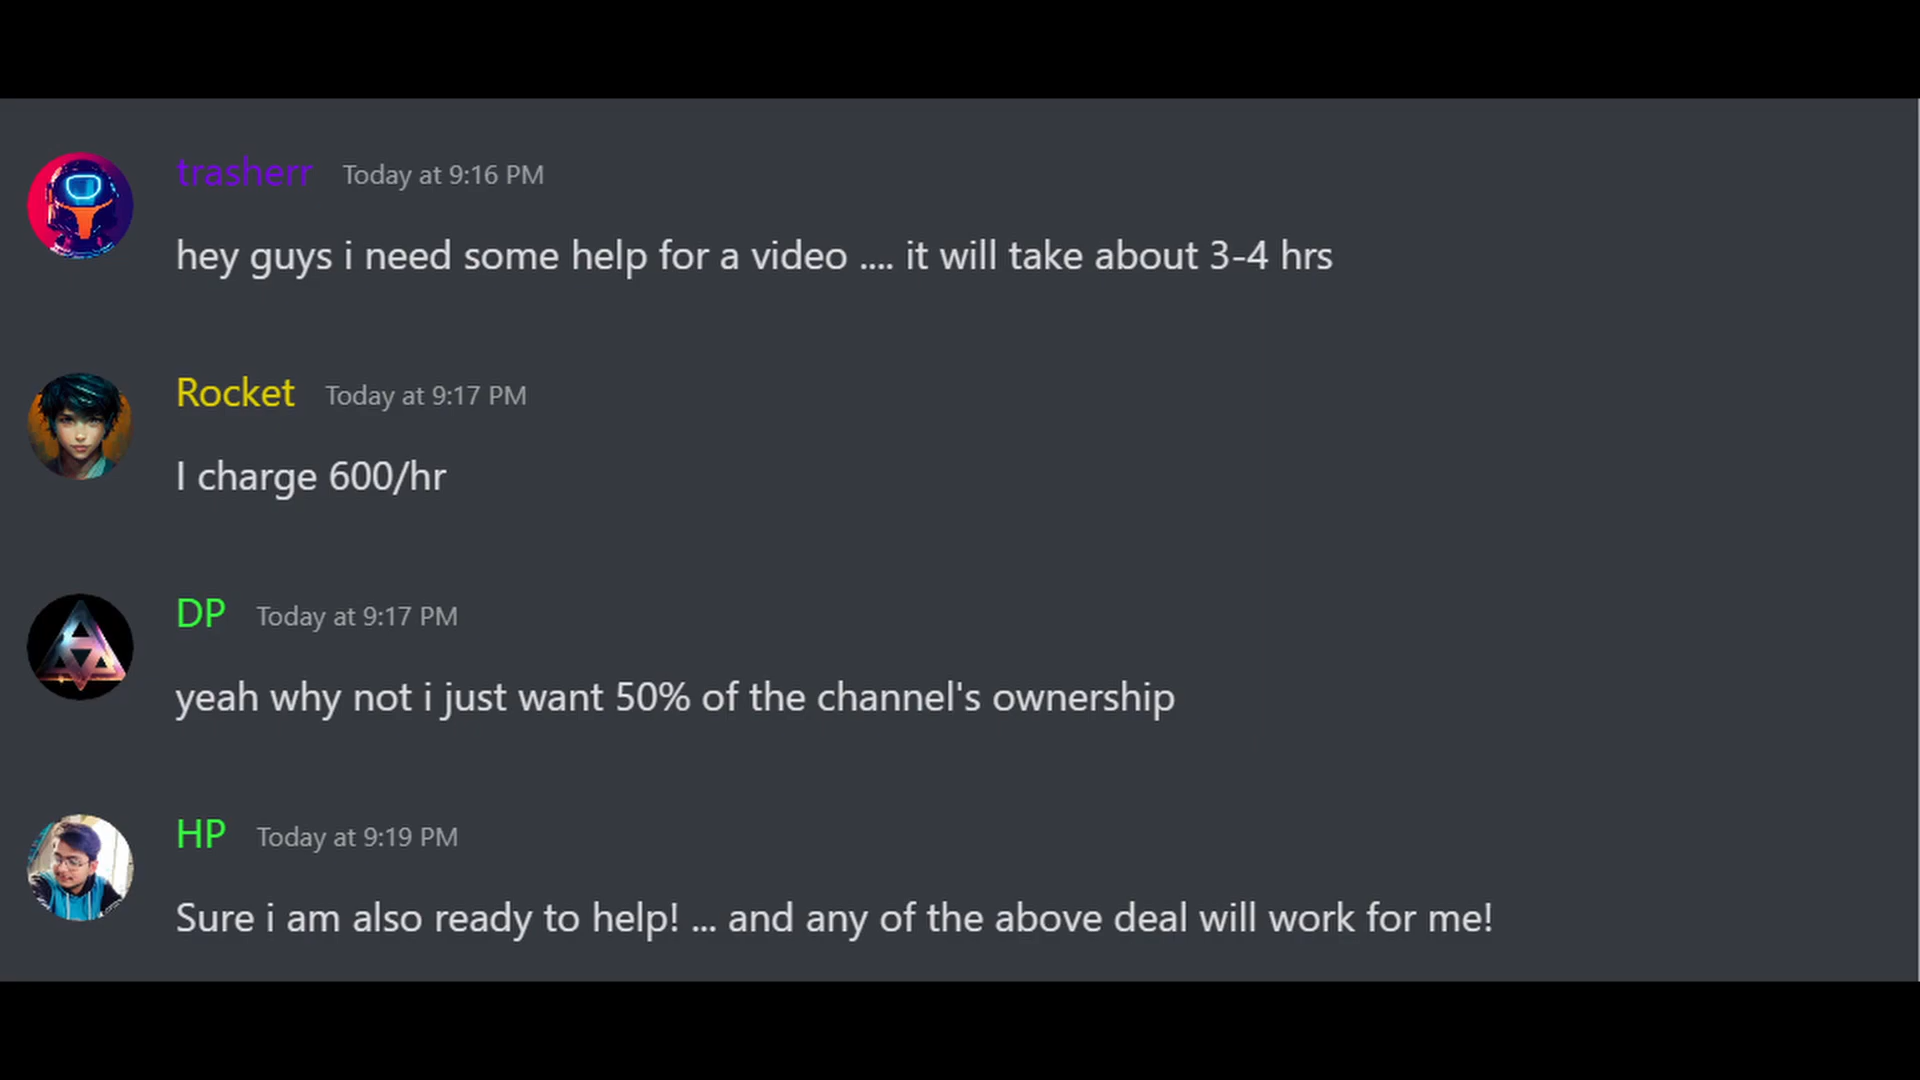 trasherr Today at 9:16 PM
hey guys i need some help for a video .... it will take about 3-4 hrs
Rocket Today at 9:17 PM
I charge 600/hr
DP Today at 9:17 PM
yeah why not i just want 50% of the channel's ownership
HP Today at 9:19 PM
Sure i am also ready to help! ... and any of the above deal will work for me!